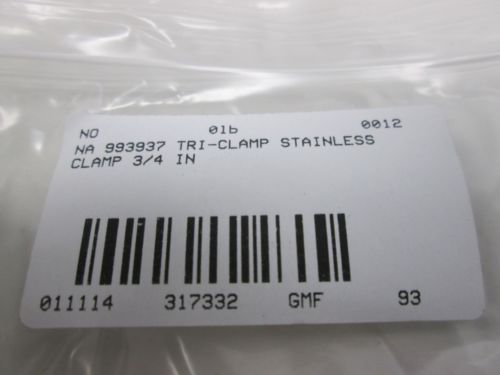 NO 01b 0012
NA 993937 TRI-CLAMP STAINLESS
CLAMP 3/4 IN
011114 317332 GMF 93